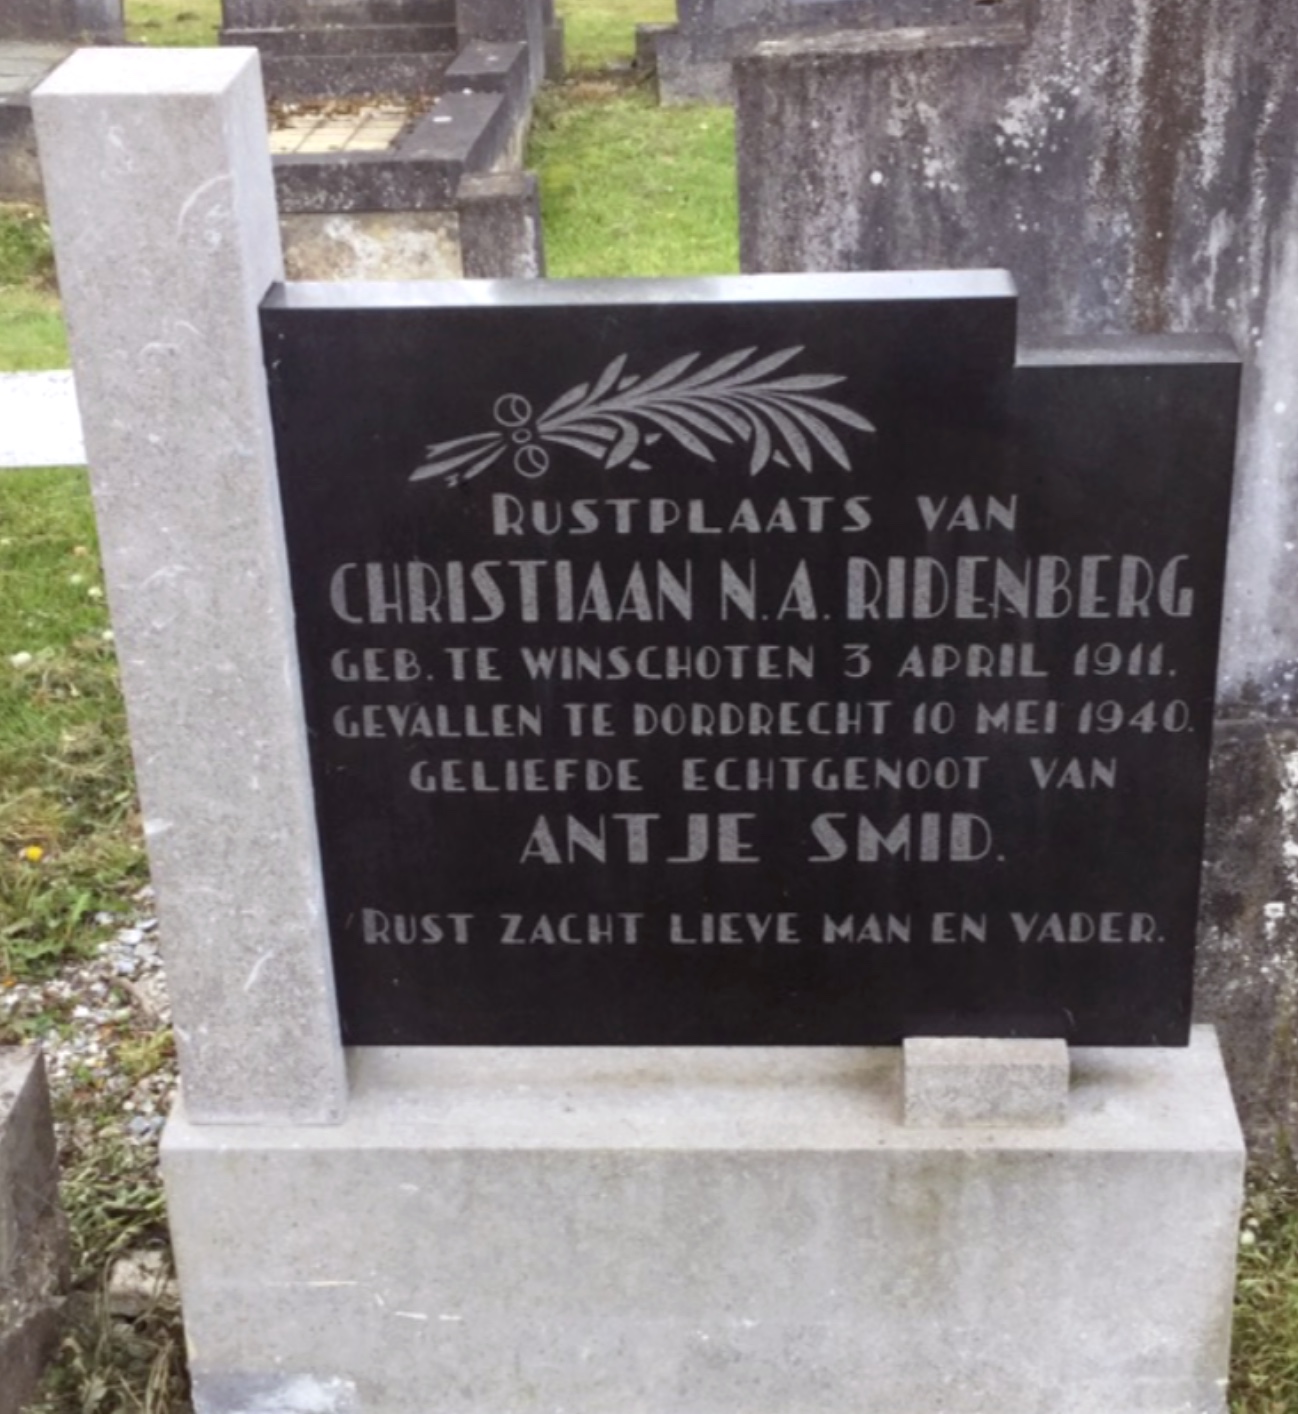 RUSTPLAATS VAN
CHRISTIAAN N.A. RIDENBERG
GEB. TE WINSCHOTEN 3 APRIL 1911.
GEVALLEN TE DORDRECHT 10 MEI 1940.
GELIEFDE ECHTGENOOT VAN
ANTJE SMID.
RUST ZACHT LIEVE MAN EN VADER.